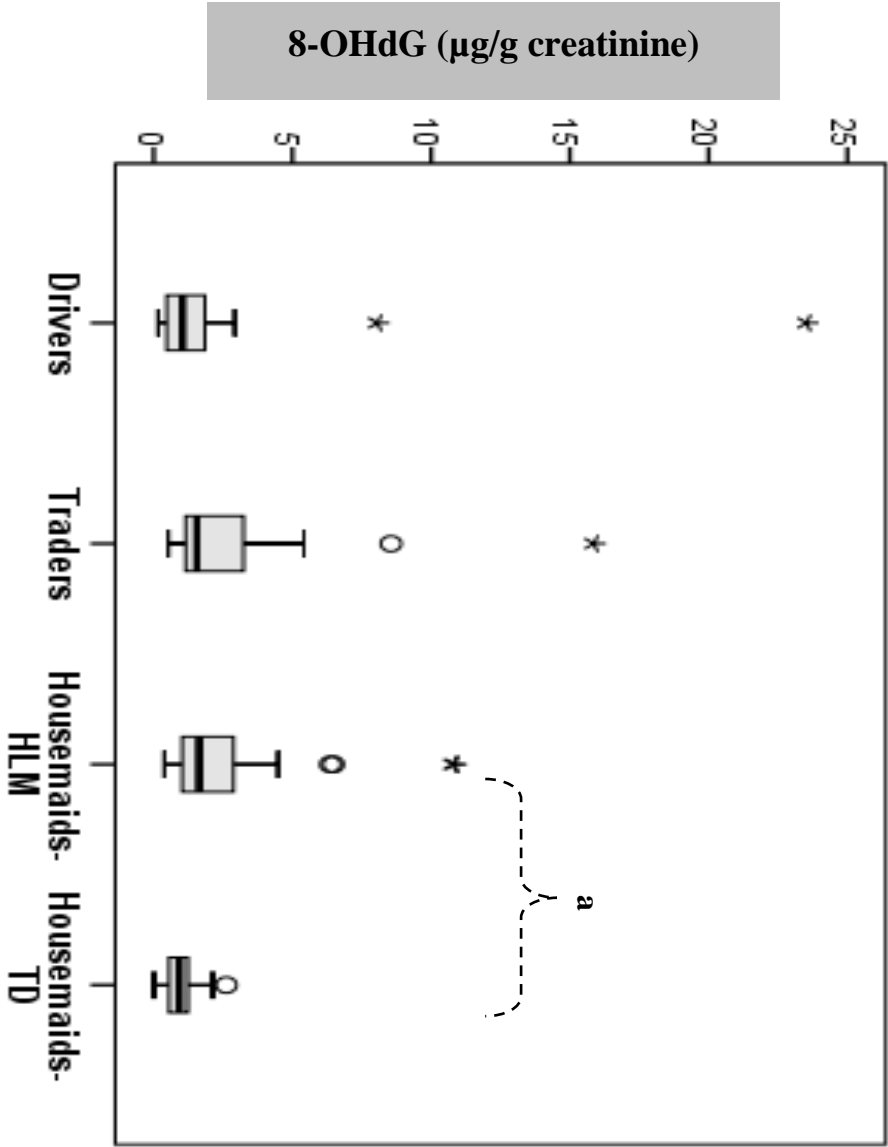 8-OHdG (µg/g creatinine)
25
20
15
10
5
0
a
Drivers
Traders
Housemaids-
HLM
Housemaids-
TD